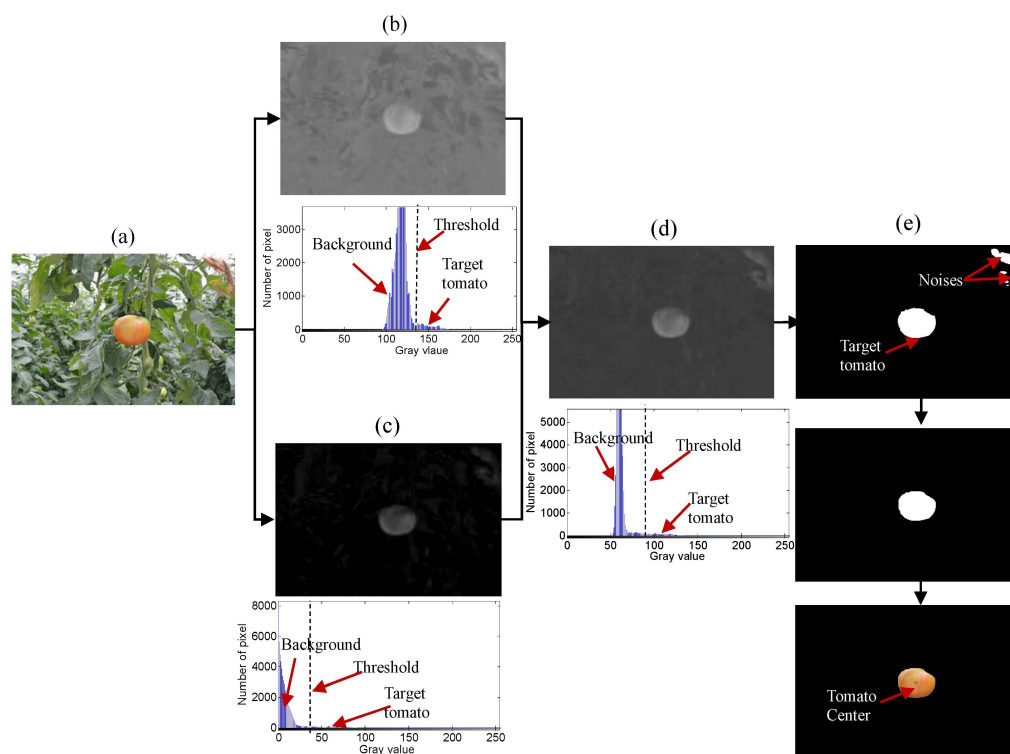 (b)
(a)
3000
2000
1000
0
Number of pixel
Background
Threshold
Target
tomato
0
50
100
150
200
250
Gray vlaue
(c)
8000
6000
4000
2000
0
Number of pixel
Background
Threshold
Target
tomato
0
50
100
150
200
250
Gray value
(d)
5000
4000
3000
2000
1000
0
Number of pixel
Background
Threshold
Target
tomato
0
50
100
150
200
250
Gray value
(e)
Noises
Target
tomato
Tomato
Center